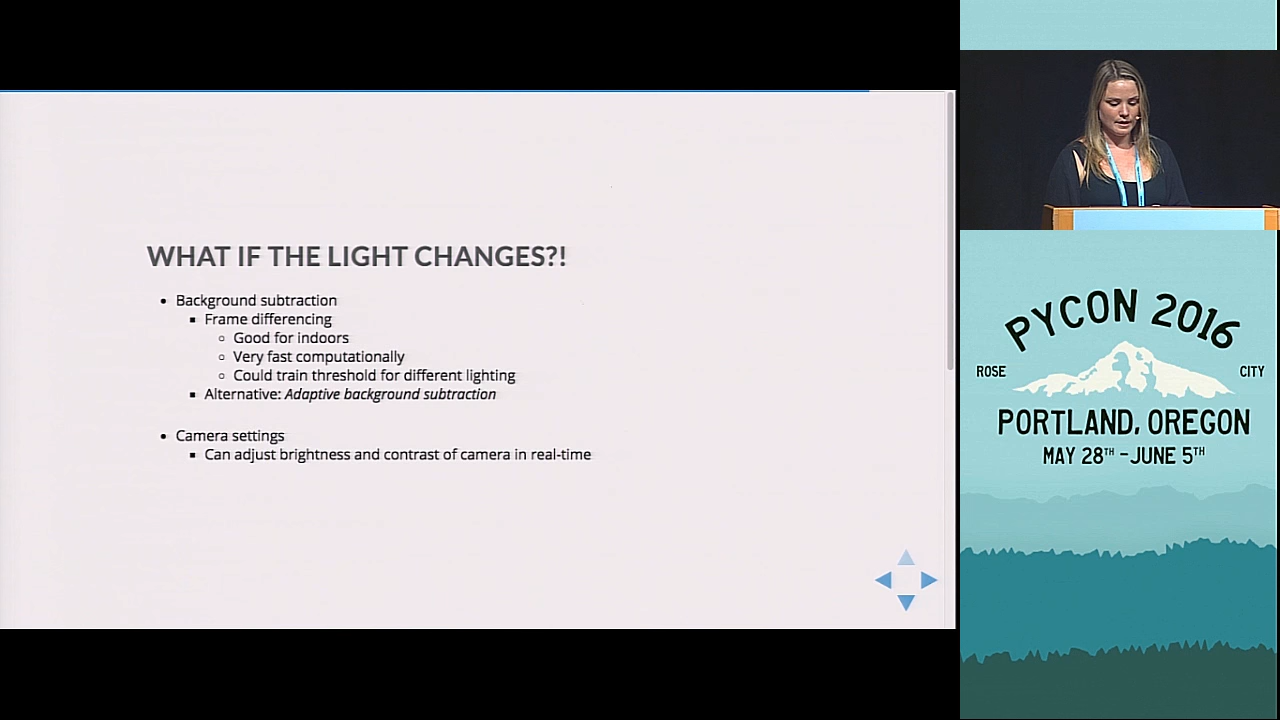 WHAT IF THE LIGHT CHANGES?!
Background subtraction
Frame differencing
Good for indoors
Very fast computationally
Could train threshold for different lighting
Alternative: Adaptive background subtraction
Camera settings
Can adjust brightness and contrast of camera in real-time
PYCON 2016
ROSE CITY
PORTLAND, OREGON
MAY 28TH - JUNE 5TH